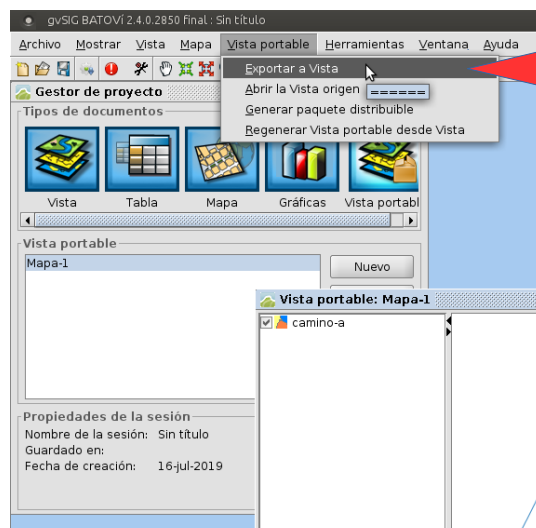 gvSIG BATOVÍ 2.4.0.2850 final : Sin título
Archivo Mostrar Vista Mapa Vista portable Herramientas Ventana Ayuda
Exportar a Vista
Abrir la Vista origen
======
Generar paquete distribuible
Regenerar Vista portable desde Vista
Gestor de proyecto
Tipos de documentos
Vista Tabla Mapa Gráficas Vista portabl
Vista portable
Mapa-1
Nuevo
Vista portable: Mapa-1
camino-a
Propiedades de la sesión
Nombre de la sesión: Sin título
Guardado en:
Fecha de creación: 16-jul-2019